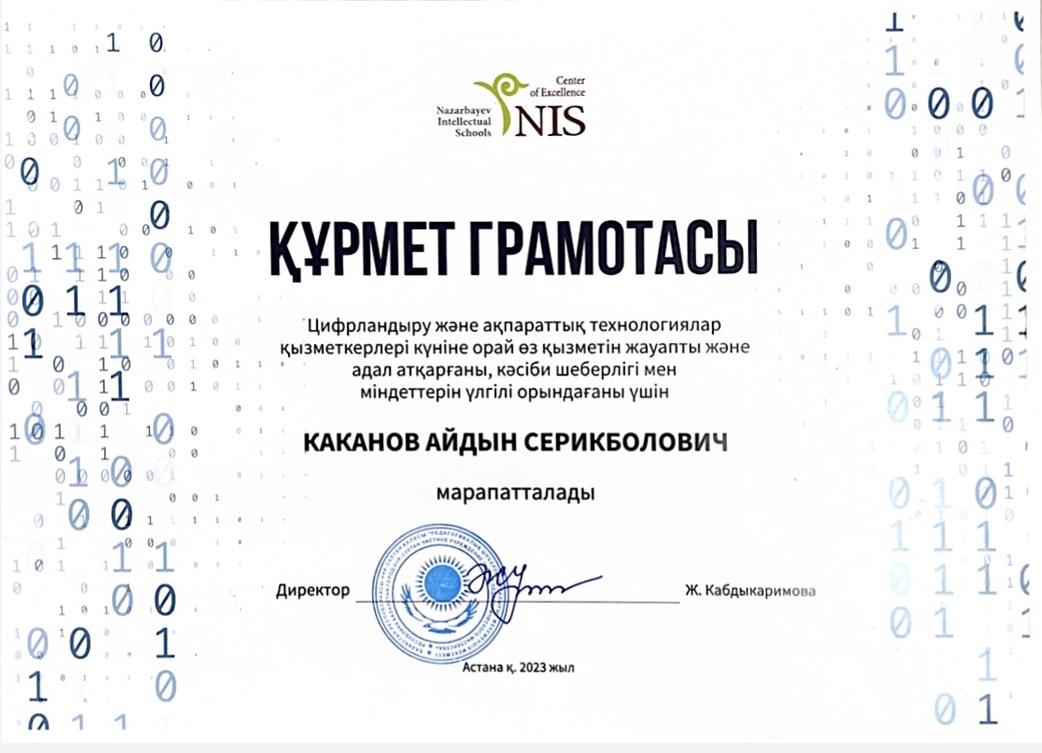 Center
of Excellence
Nazarbayev
Intellectual
Schools
NIS
ҚҰРМЕТ ГРАМОТАСЫ
Цифрландыру және ақпараттық технологиялар
қызметкерлері күніне орай өз қызметін жауапты және
адал атқарғаны, кәсіби шеберлігі мен
міндеттерін үлгілі орындағаны үшін
КАКАНОВ АЙДЫН СЕРИКБОЛОВИЧ
марапатталады
Директор
Ж. Кабдыкаримова
Астана қ. 2023 жыл